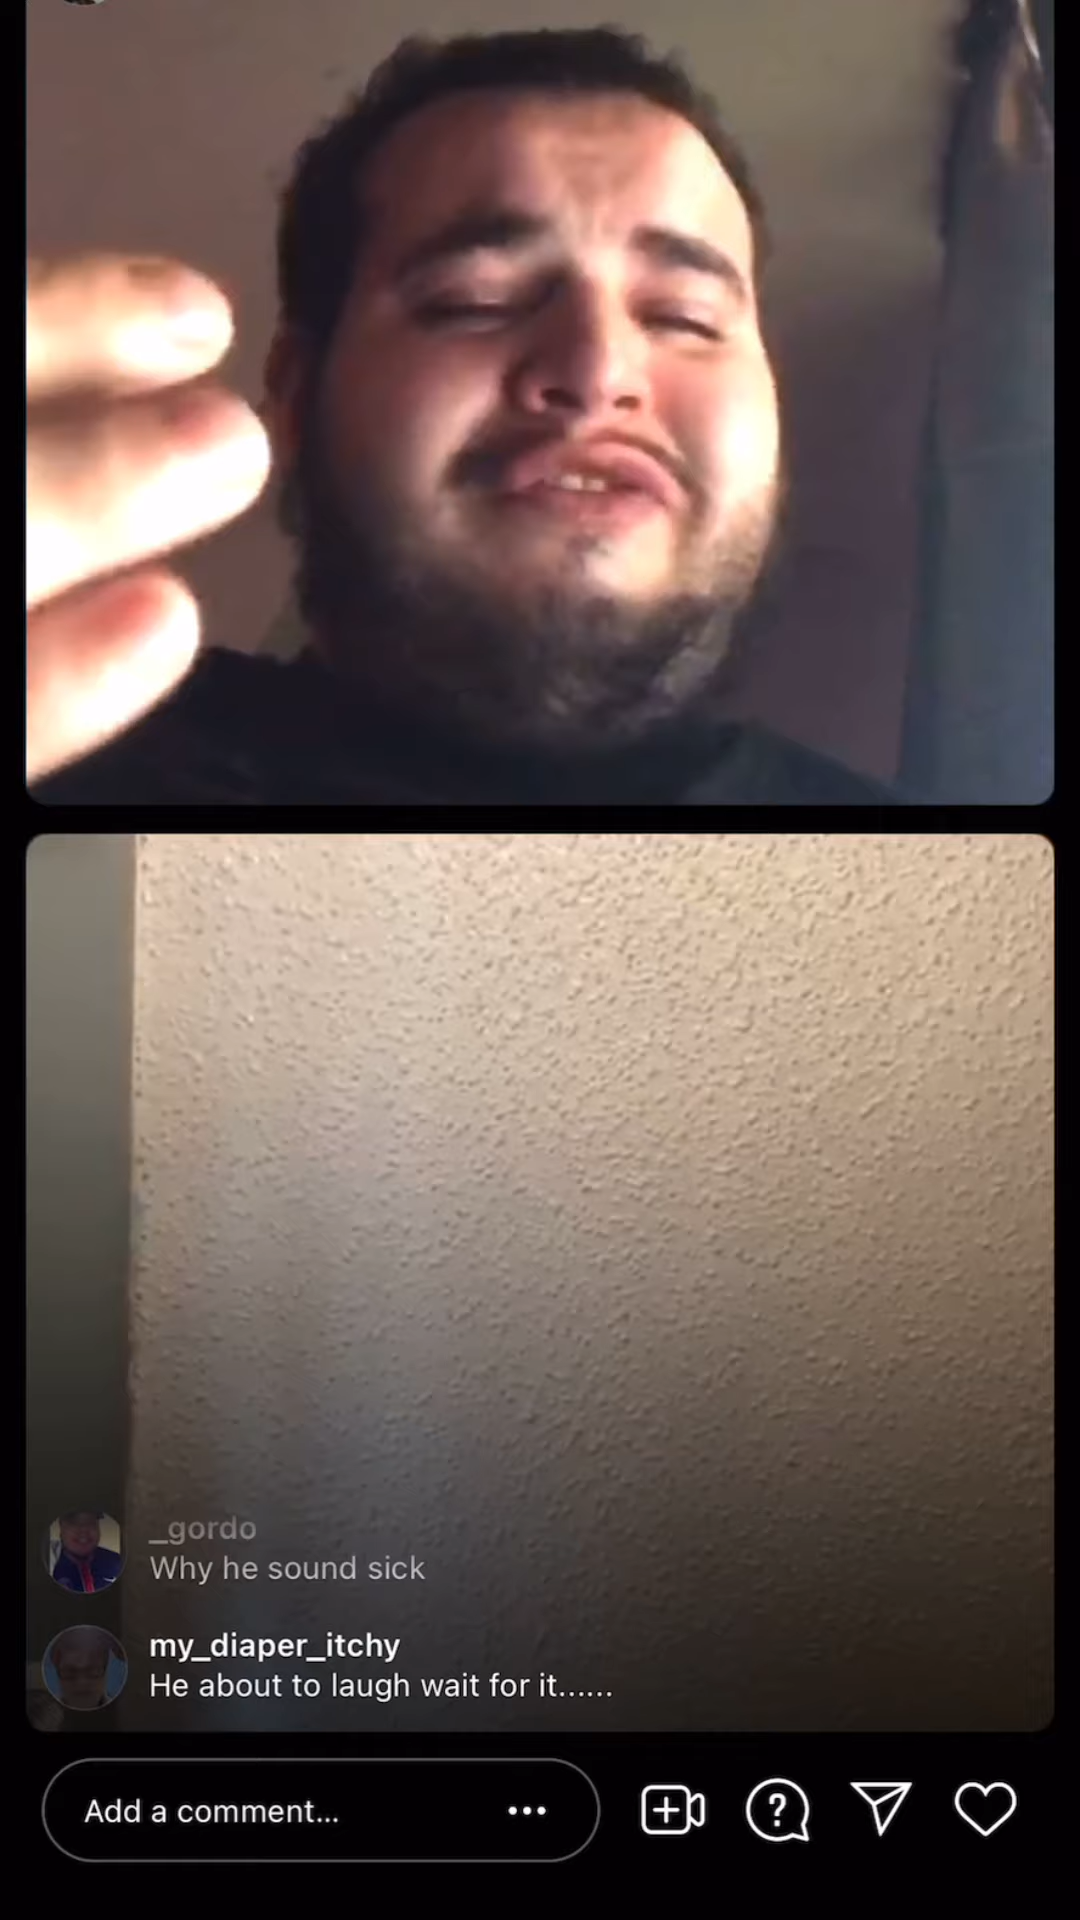 _gordo
Why he sound sick
my_diaper_itchy
He about to laugh wait for it......
Add a comment...